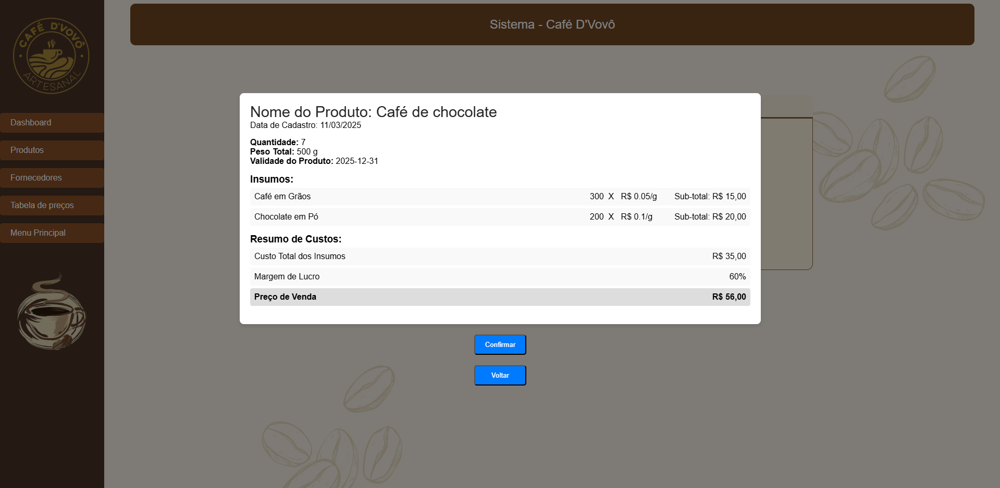 CAFÉ D'VOVÔ
ARTESANAL
Dashboard
Produtos
Fornecedores
Tabela de preços
Menu Principal
Sistema - Café D'Vovô
Nome do Produto: Café de chocolate
Data de Cadastro: 11/03/2025
Quantidade: 7
Peso Total: 500 g
Validade do Produto: 2025-12-31
Insumos:
Café em Grãos 300 X R$ 0.05/g Sub-total: R$ 15,00
Chocolate em Pó 200 X R$ 0.1/g Sub-total: R$ 20,00
Resumo de Custos:
Custo Total dos Insumos R$ 35,00
Margem de Lucro 60%
Preço de Venda R$ 56,00
Confirmar
Voltar